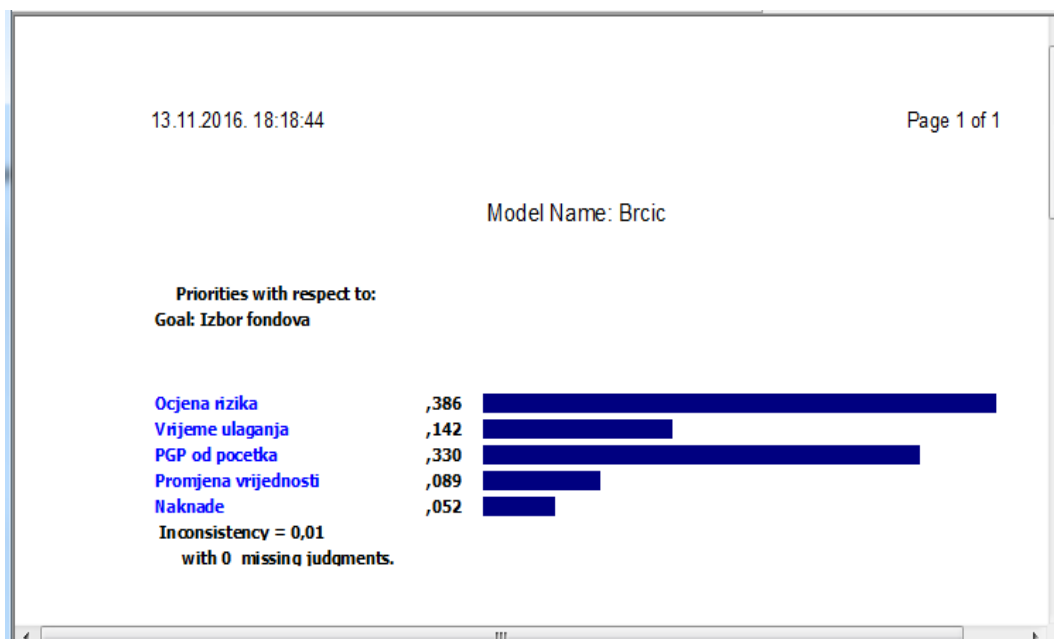 13.11.2016. 18:18:44 Page 1 of 1
Model Name: Brcic
Priorities with respect to:
Goal: Izbor fondova
Ocjena rizika ,386
Vrijeme ulaganja ,142
PGP od pocetka ,330
Promjena vrijednosti ,089
Naknade ,052
Inconsistency = 0,01
with 0 missing judgments.